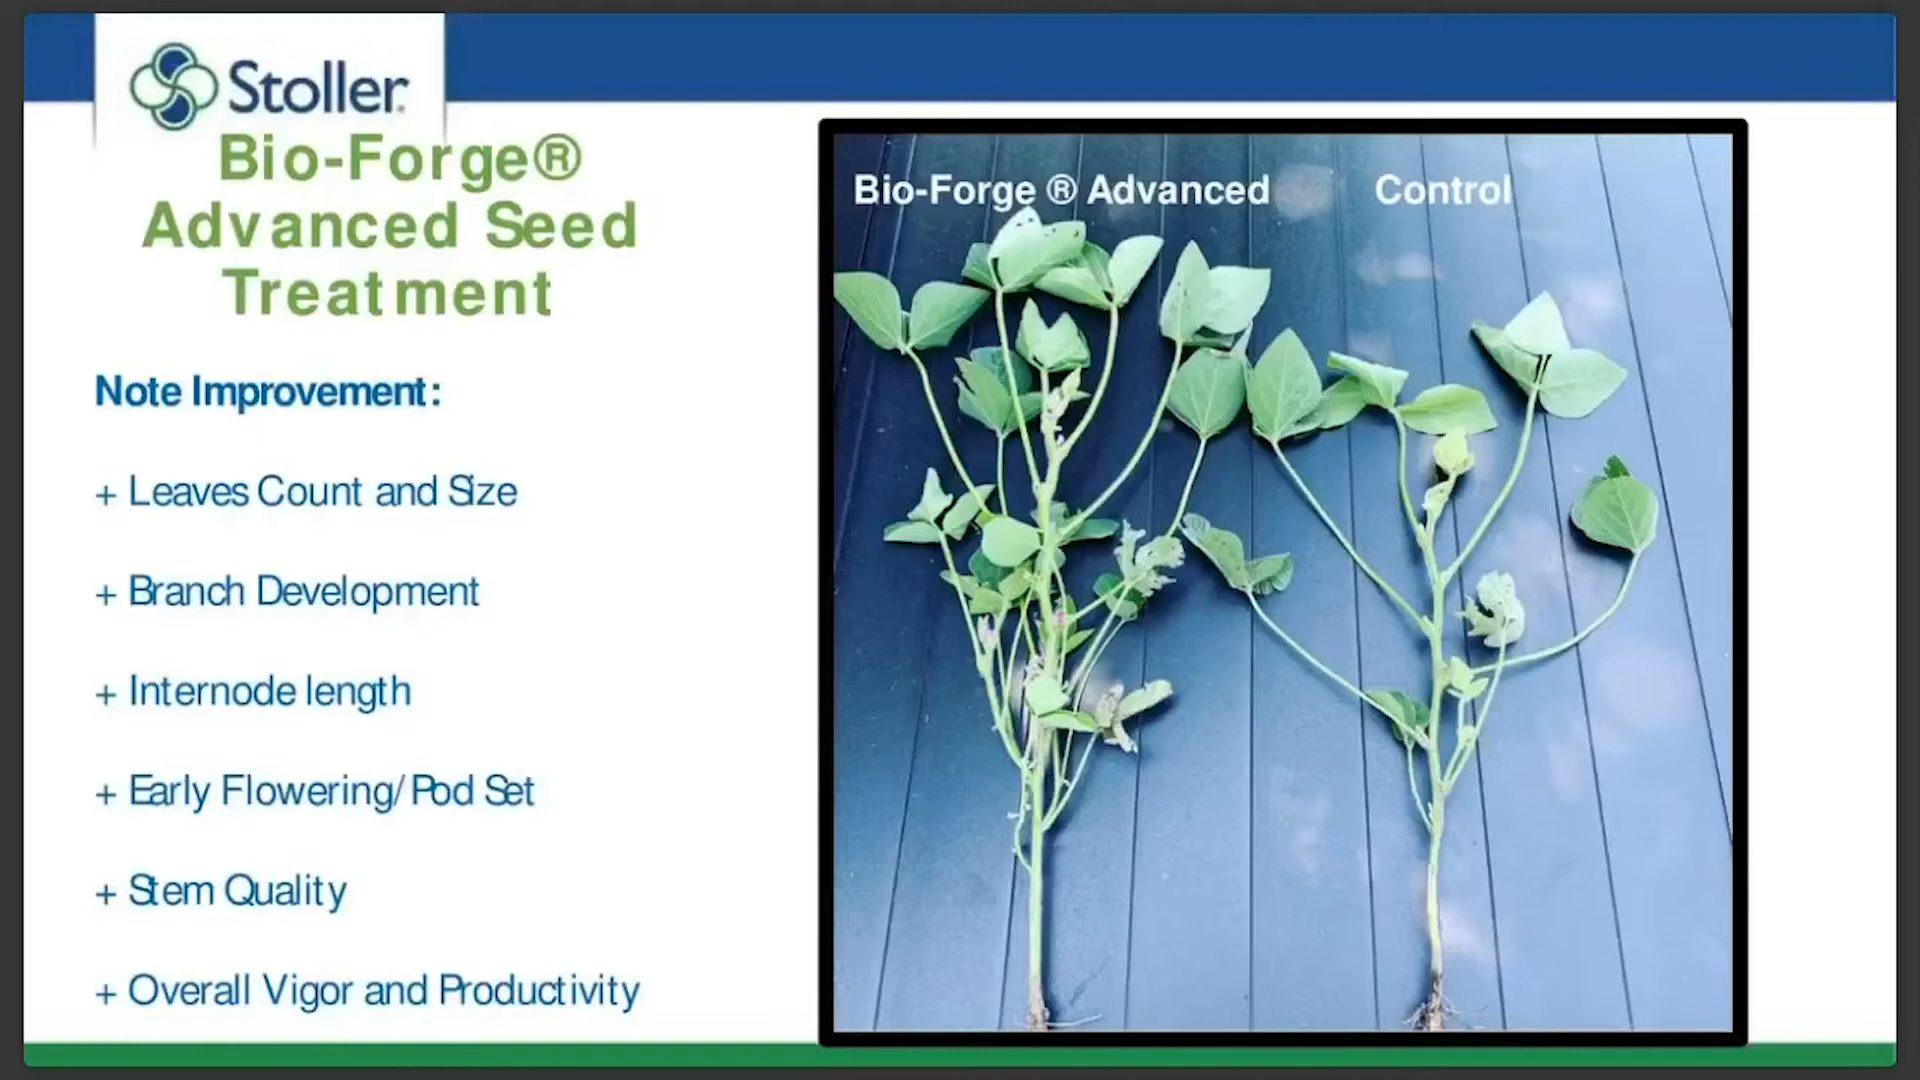 Stoller
Bio-Forge®
Advanced Seed
Treatment
Note Improvement:
+ Leaves Count and Size
+ Branch Development
+ Internode length
+ Early Flowering/Pod Set
+ Stem Quality
+ Overall Vigor and Productivity
Bio-Forge ® Advanced
Control